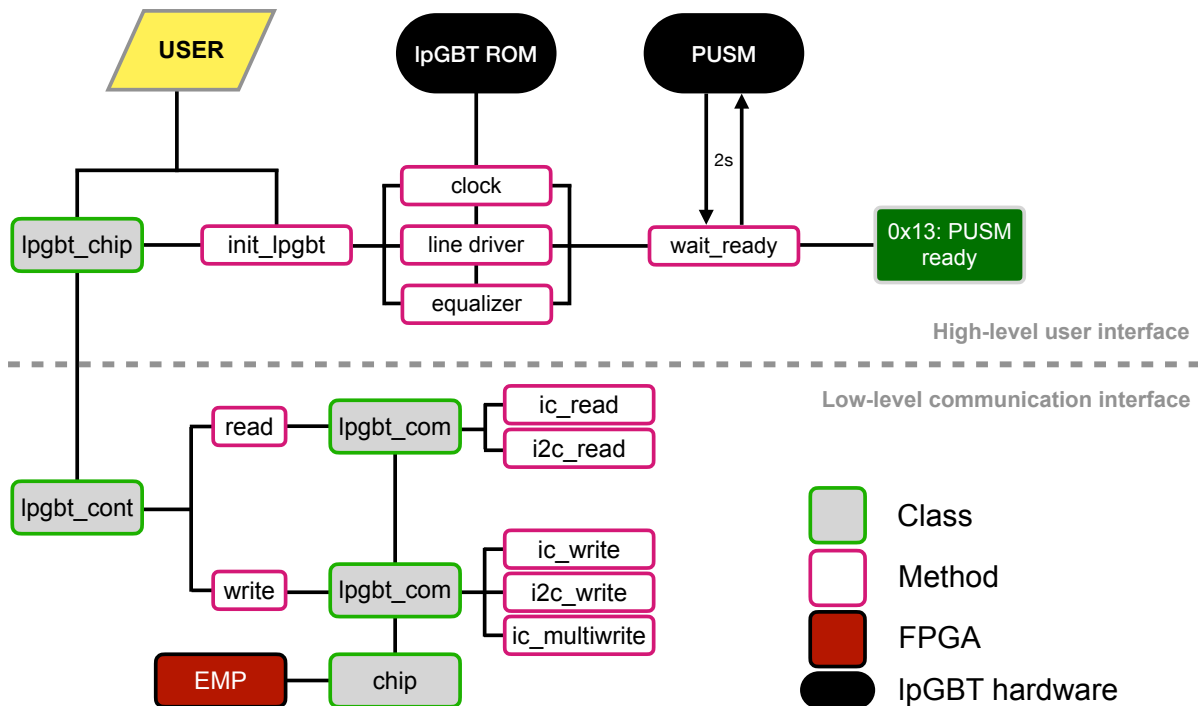 USER
lpGBT ROM
PUSM
2s
clock
lpgbt_chip
init_lpgbt
line driver
wait_ready
0x13: PUSM
ready
equalizer
High-level user interface
Low-level communication interface
ic_read
read
lpgbt_com
i2c_read
lpgbt_cont
Class
ic_write
Method
write
lpgbt_com
i2c_write
ic_multiwrite
FPGA
EMP
chip
lpGBT hardware